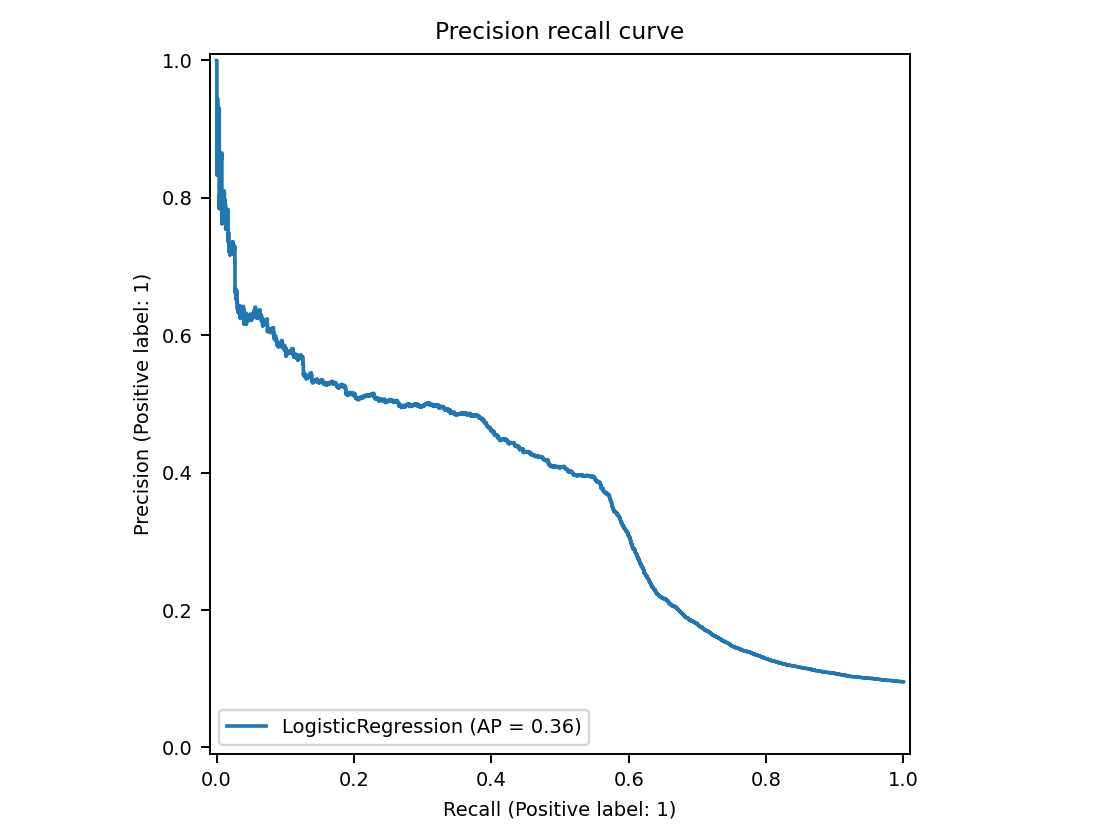 Precision recall curve
1.0
0.8
0.6
0.4
0.2
0.0
Precision (Positive label: 1)
LogisticRegression (AP = 0.36)
0.0 0.2 0.4 0.6 0.8 1.0
Recall (Positive label: 1)